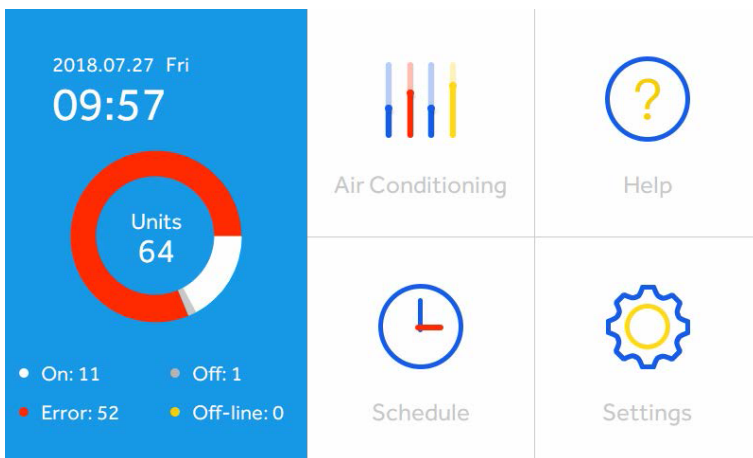 2018.07.27 Fri
09:57
Units
64
On: 11
Off: 1
Error: 52
Off-line: 0
Air Conditioning
?
Help
Schedule
Settings